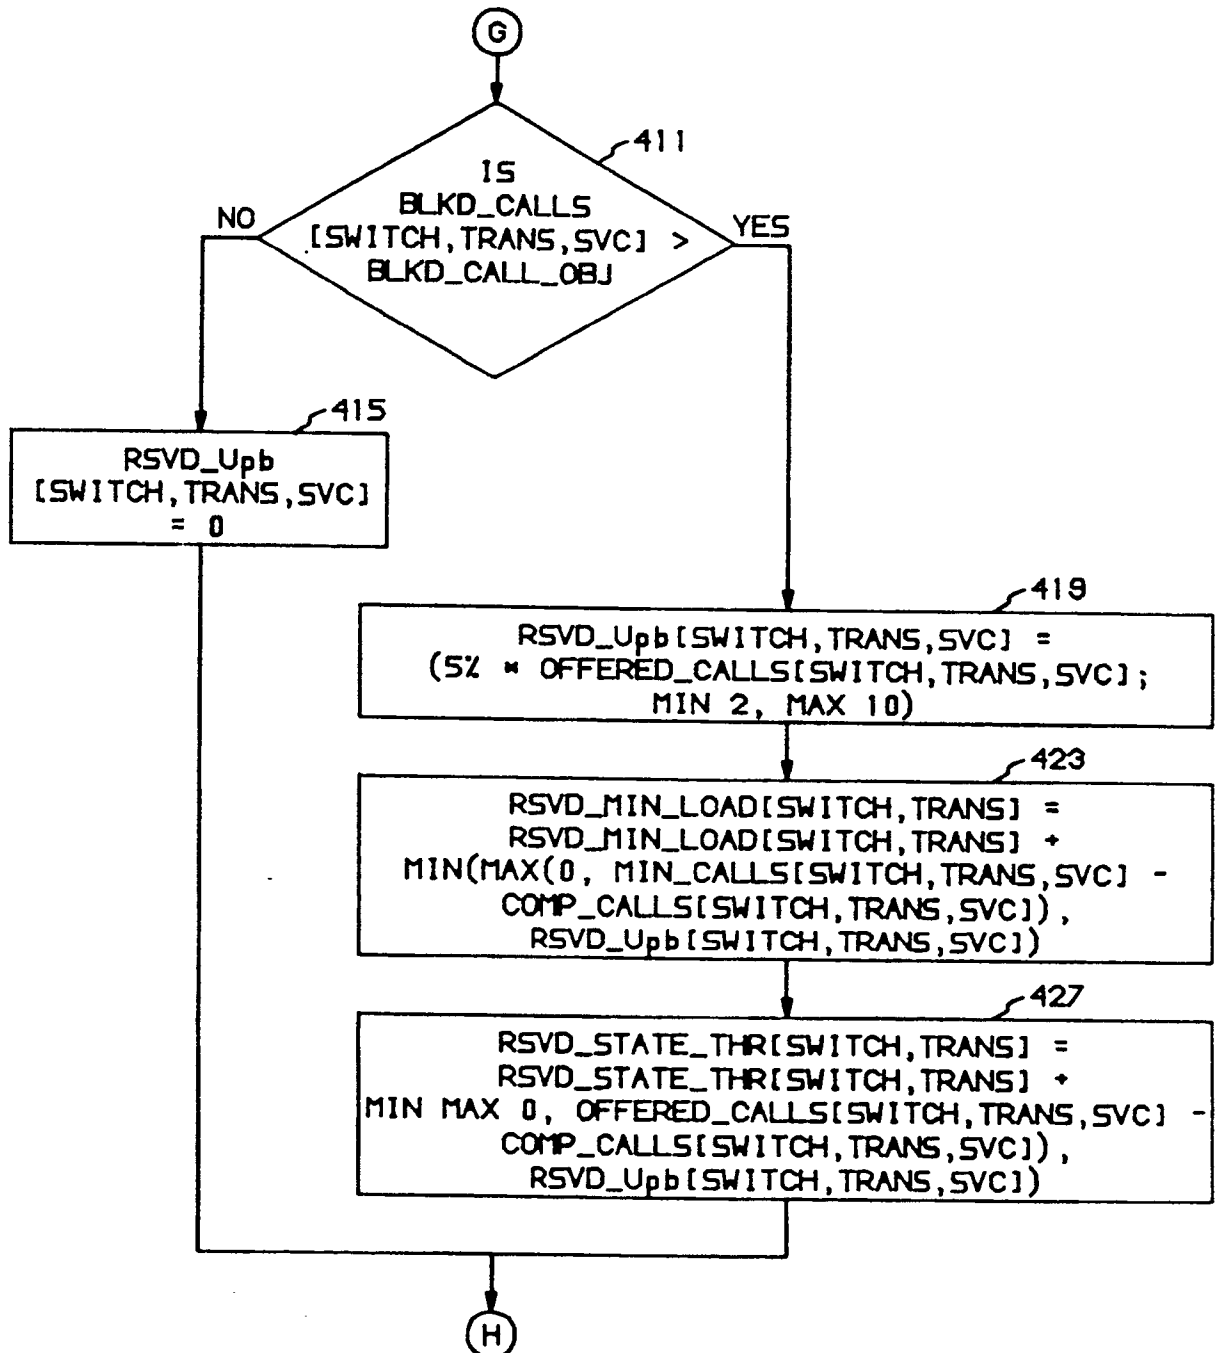 G
411
IS
BLKD_CALLS
[SWITCH,TRANS,SVC] >
BLKD_CALL_OBJ
NO
YES
415
RSVD_Upb
[SWITCH,TRANS,SVC]
= 0
419
RSVD_Upb[SWITCH,TRANS,SVC] =
(5% * OFFERED_CALLS[SWITCH,TRANS,SVC];
MIN 2, MAX 10)
423
RSVD_MIN_LOAD[SWITCH,TRANS] =
RSVD_MIN_LOAD[SWITCH,TRANS] +
MIN(MAX(0, MIN_CALLS[SWITCH,TRANS,SVC] -
COMP_CALLS[SWITCH,TRANS,SVC]),
RSVD_Upb[SWITCH,TRANS,SVC])
427
RSVD_STATE_THR[SWITCH,TRANS] =
RSVD_STATE_THR[SWITCH,TRANS] +
MIN MAX 0, OFFERED_CALLS[SWITCH,TRANS,SVC] -
COMP_CALLS[SWITCH,TRANS,SVC]),
RSVD_Upb[SWITCH,TRANS,SVC])
H